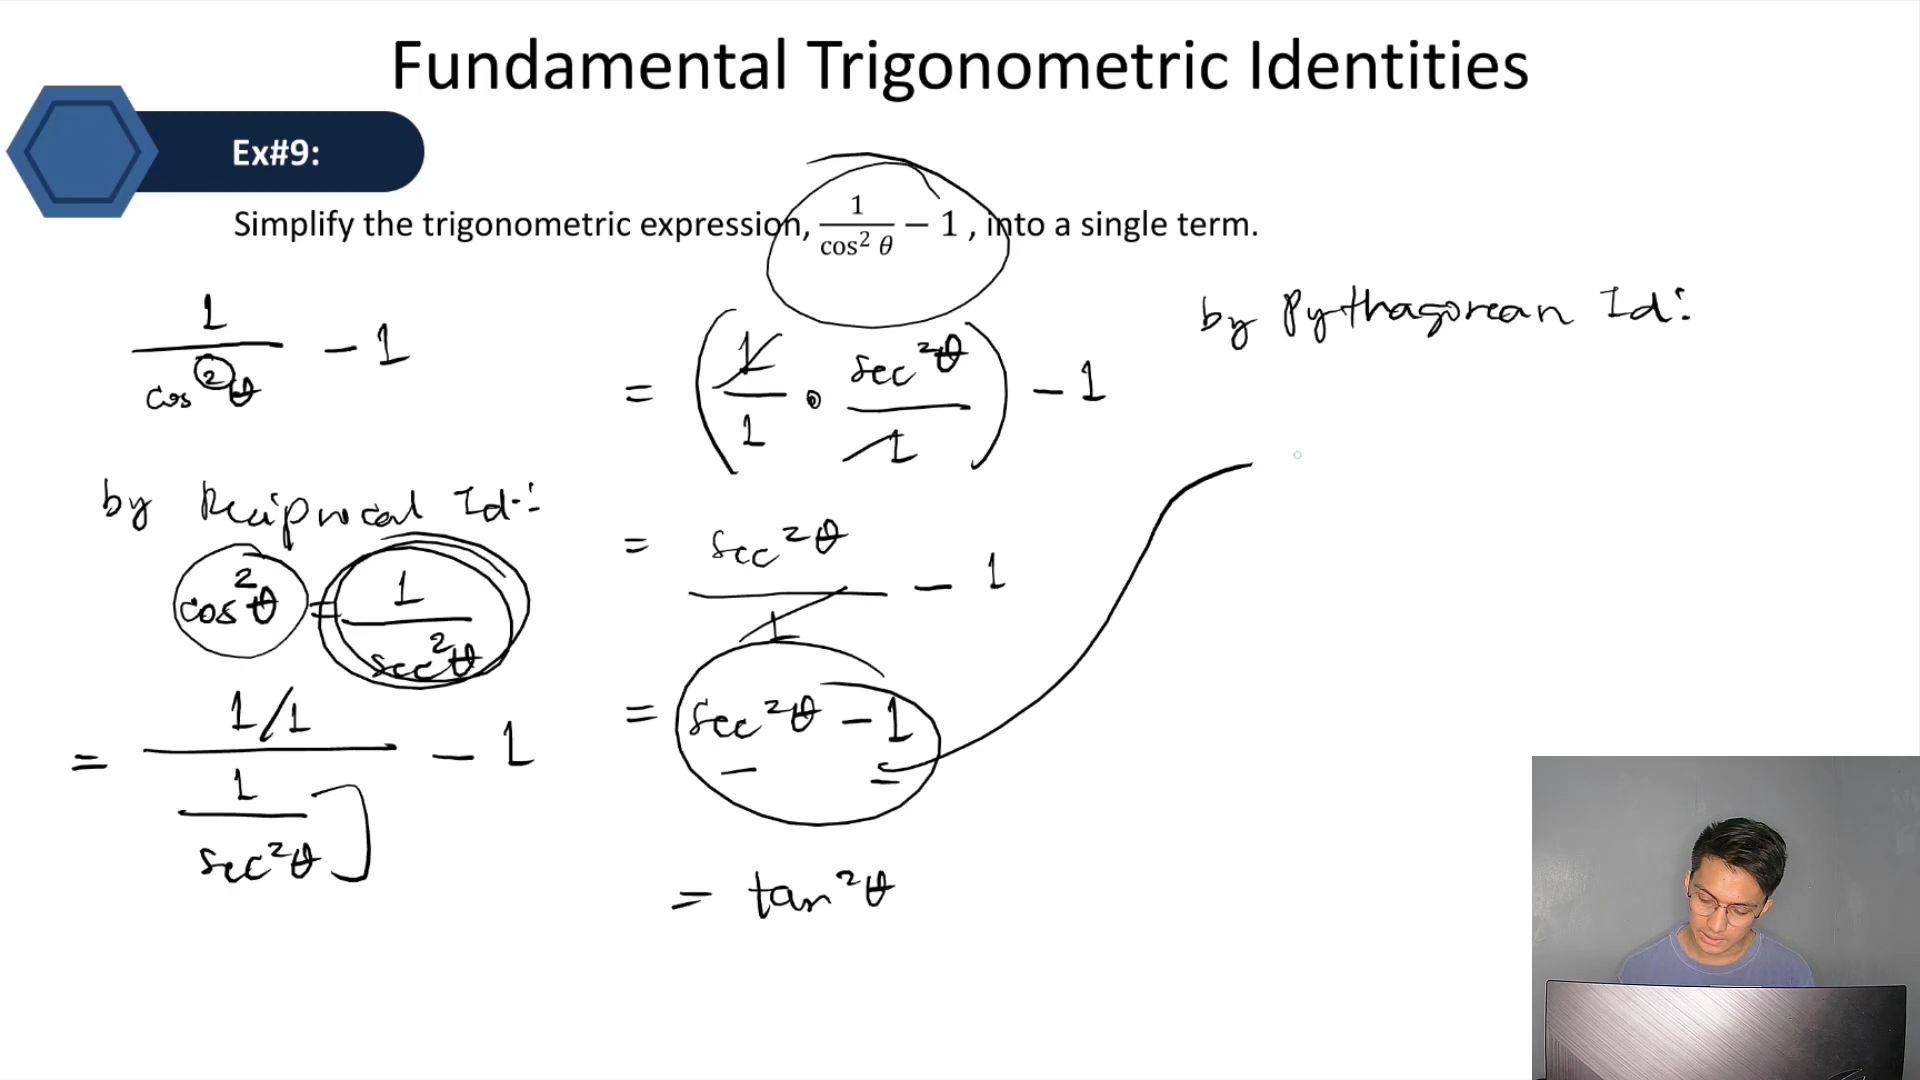 Fundamental Trigonometric Identities
Ex#9:
Simplify the trigonometric expression, 1/cos² θ − 1 , into a single term.
1/cos²θ − 1
by Reciprocal Id.:
cos²θ = 1/sec²θ
= (1/1)/(1/sec²θ) − 1
= (1/1 · sec²θ/1) − 1
= sec²θ/1 − 1
= sec²θ − 1
= tan²θ
by Pythagorean Id: